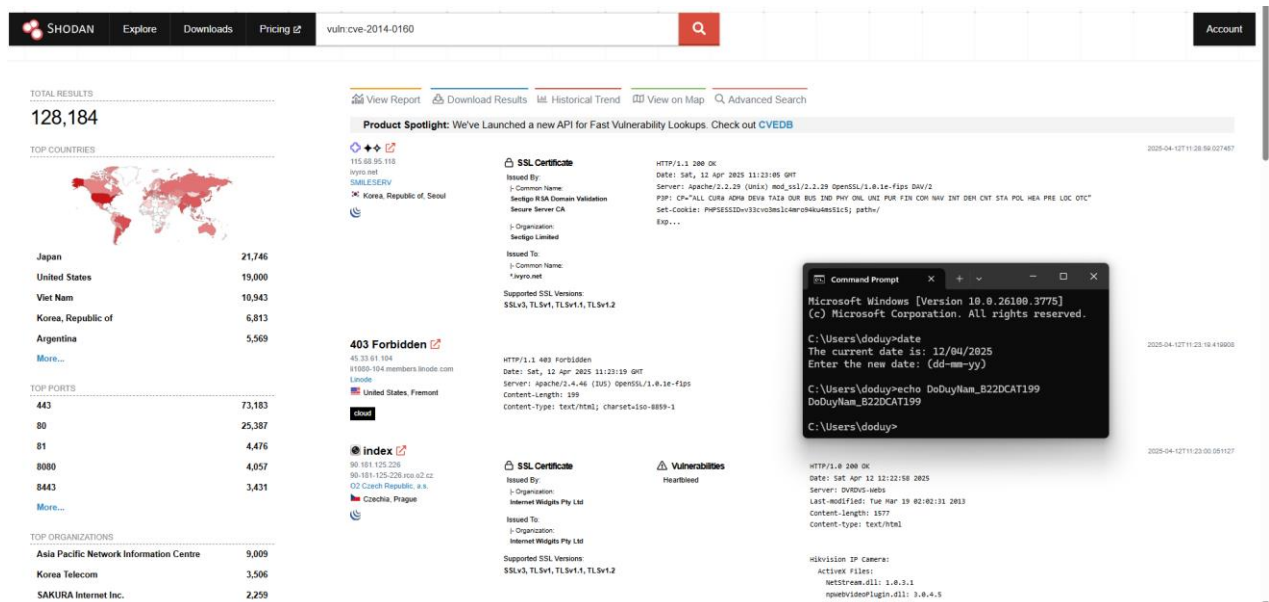 SHODAN Explore Downloads Pricing vuln:cve-2014-0160 Account
TOTAL RESULTS
128,184
TOP COUNTRIES
Japan 21,746
United States 19,000
Viet Nam 10,943
Korea, Republic of 6,813
Argentina 5,569
More...
TOP PORTS
443 73,183
80 25,387
81 4,476
8080 4,057
8443 3,431
More...
TOP ORGANIZATIONS
Asia Pacific Network Information Centre 9,009
Korea Telecom 3,506
SAKURA Internet Inc. 2,259
View Report Download Results Historical Trend View on Map Advanced Search
Product Spotlight: We've Launched a new API for Fast Vulnerability Lookups. Check out CVEDB
115.68.95.118
ivyro.net
SMILESERV
Korea, Republic of, Seoul
SSL Certificate
Issued By:
|- Common Name:
Sectigo RSA Domain Validation
Secure Server CA
|- Organization:
Sectigo Limited
Issued To:
|- Common Name:
*.ivyro.net
Supported SSL Versions:
SSLv3, TLSv1, TLSv1.1, TLSv1.2
HTTP/1.1 200 OK
Date: Sat, 12 Apr 2025 11:23:05 GMT
Server: Apache/2.2.29 (Unix) mod_ssl/2.2.29 OpenSSL/1.0.1e-fips DAV/2
P3P: CP="ALL CURa ADMa DEVa TAIa OUR BUS IND PHY ONL UNI PUR FIN COM NAV INT DEM CNT STA POL HEA PRE LOC OTC"
Set-Cookie: PHPSESSID=v33cvo3ms1c4mro94ku4ms5ic5; path=/
Exp...
2025-04-12T11:28:59.027457
403 Forbidden
45.33.61.104
li1000-104.members.linode.com
Linode
United States, Fremont
cloud
HTTP/1.1 403 Forbidden
Date: Sat, 12 Apr 2025 11:23:19 GMT
Server: Apache/2.4.46 (IUS) OpenSSL/1.0.1e-fips
Content-Length: 199
Content-Type: text/html; charset=iso-8859-1
2025-04-12T11:23:19.419808
Command Prompt
Microsoft Windows [Version 10.0.26100.3775]
(c) Microsoft Corporation. All rights reserved.
C:\Users\doduy>date
The current date is: 12/04/2025
Enter the new date: (dd-mm-yy)
C:\Users\doduy>echo DoDuyNam_B22DCAT199
DoDuyNam_B22DCAT199
C:\Users\doduy>
index
90.181.125.226
90-181-125-226.rco.o2.cz
O2 Czech Republic, a.s.
Czechia, Prague
SSL Certificate
Issued By:
|- Organization:
Internet Widgits Pty Ltd
Issued To:
|- Organization:
Internet Widgits Pty Ltd
Supported SSL Versions:
SSLv3, TLSv1, TLSv1.1, TLSv1.2
Vulnerabilities
Heartbleed
HTTP/1.0 200 OK
Date: Sat Apr 12 12:22:58 2025
Server: DVRDVS-Webs
Last-modified: Tue Mar 19 02:02:31 2013
Content-length: 1577
Content-type: text/html
Hikvision IP Camera:
ActiveX Files:
NetStream.dll: 1.0.3.1
npwebVideoPlugin.dll: 3.0.4.5
2025-04-12T11:23:00.051127